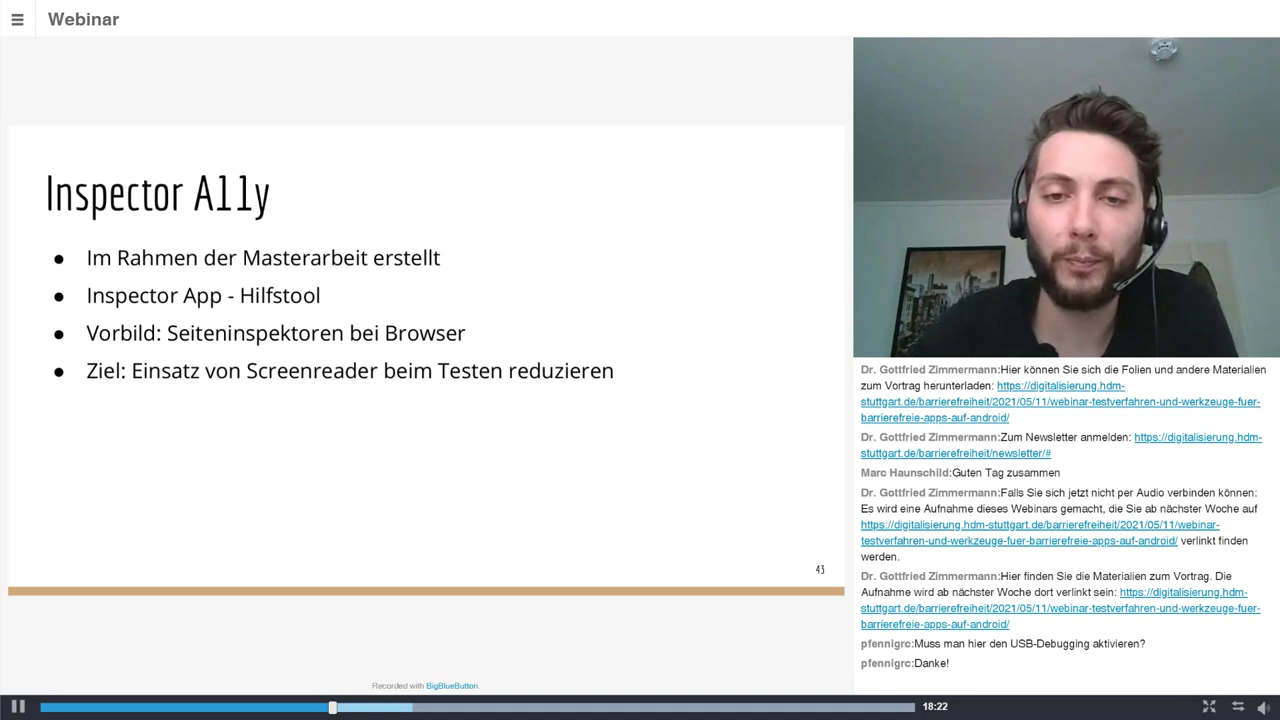 Webinar
Inspector A11y
● Im Rahmen der Masterarbeit erstellt
● Inspector App - Hilfstool
● Vorbild: Seiteninspektoren bei Browser
● Ziel: Einsatz von Screenreader beim Testen reduzieren
43
Recorded with BigBlueButton.
Dr. Gottfried Zimmermann:Hier können Sie sich die Folien und andere Materialien
zum Vortrag herunterladen: https://digitalisierung.hdm-
stuttgart.de/barrierefreiheit/2021/05/11/webinar-testverfahren-und-werkzeuge-fuer-
barrierefreie-apps-auf-android/
Dr. Gottfried Zimmermann:Zum Newsletter anmelden: https://digitalisierung.hdm-
stuttgart.de/barrierefreiheit/newsletter/#
Marc Haunschild:Guten Tag zusammen
Dr. Gottfried Zimmermann:Falls Sie sich jetzt nicht per Audio verbinden können:
Es wird eine Aufnahme dieses Webinars gemacht, die Sie ab nächster Woche auf
https://digitalisierung.hdm-stuttgart.de/barrierefreiheit/2021/05/11/webinar-
testverfahren-und-werkzeuge-fuer-barrierefreie-apps-auf-android/ verlinkt finden
werden.
Dr. Gottfried Zimmermann:Hier finden Sie die Materialien zum Vortrag. Die
Aufnahme wird ab nächster Woche dort verlinkt sein: https://digitalisierung.hdm-
stuttgart.de/barrierefreiheit/2021/05/11/webinar-testverfahren-und-werkzeuge-fuer-
barrierefreie-apps-auf-android/
pfennigrc:Muss man hier den USB-Debugging aktivieren?
pfennigrc:Danke!
18:22